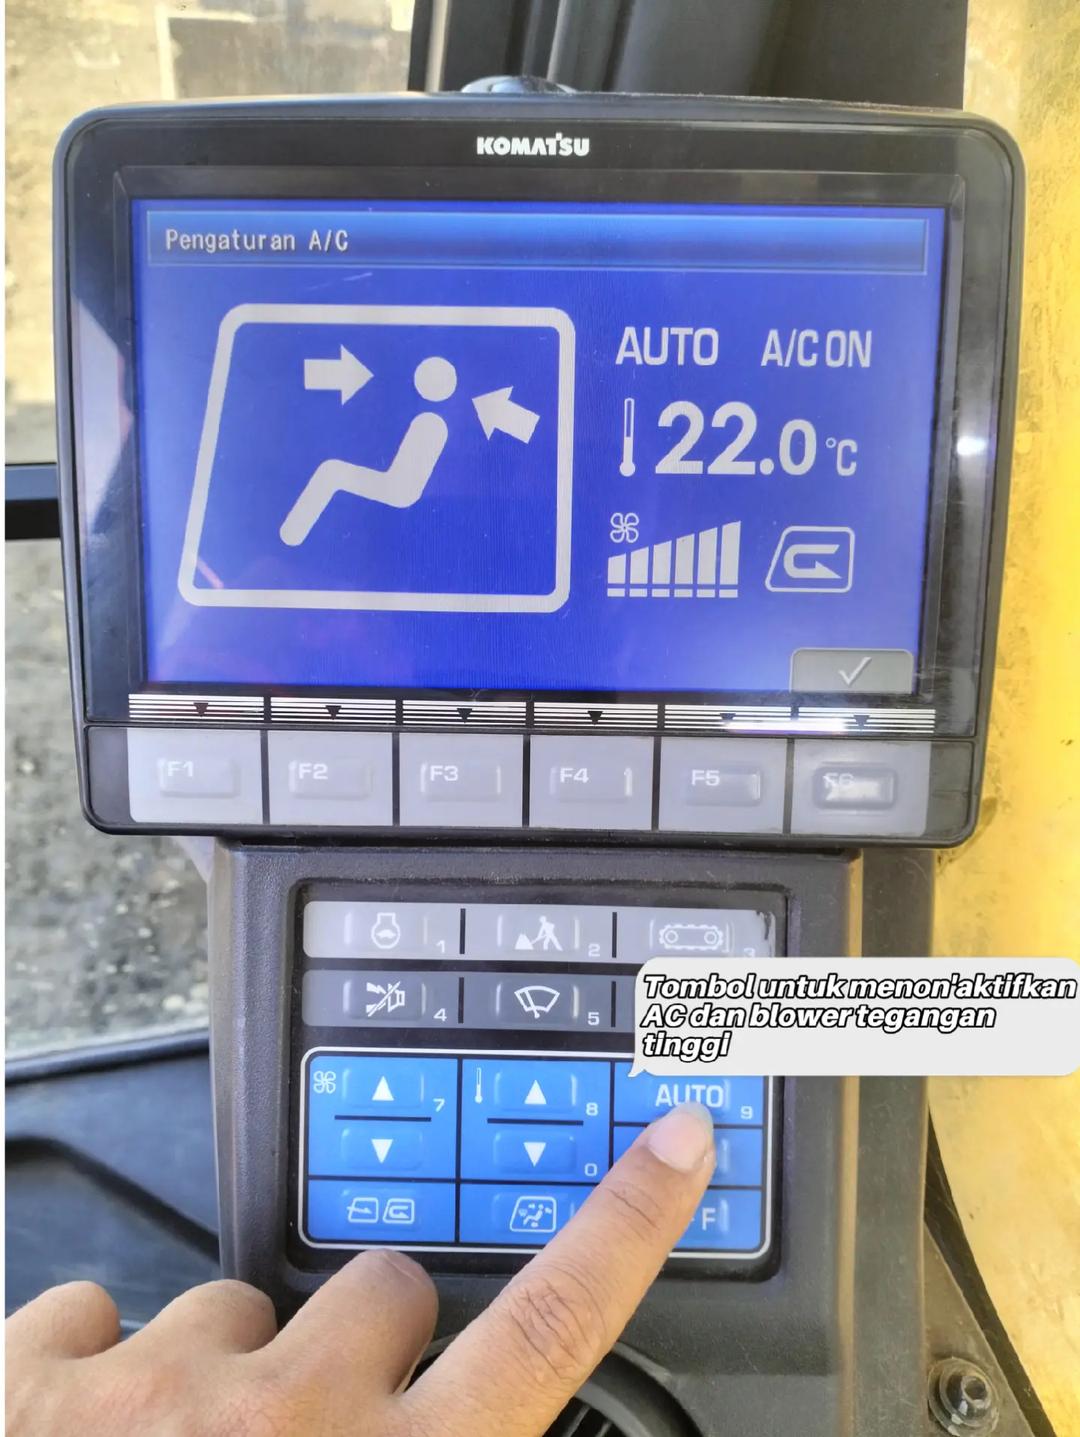 KOMATSU
Pengaturan A/C
AUTO A/C ON
22.0 °C
F1 F2 F3 F4 F5 F6
1 2 3
4 5
Tombol untuk menon'aktifkan
AC dan blower tegangan
tinggi
7 8 AUTO 9
0
F